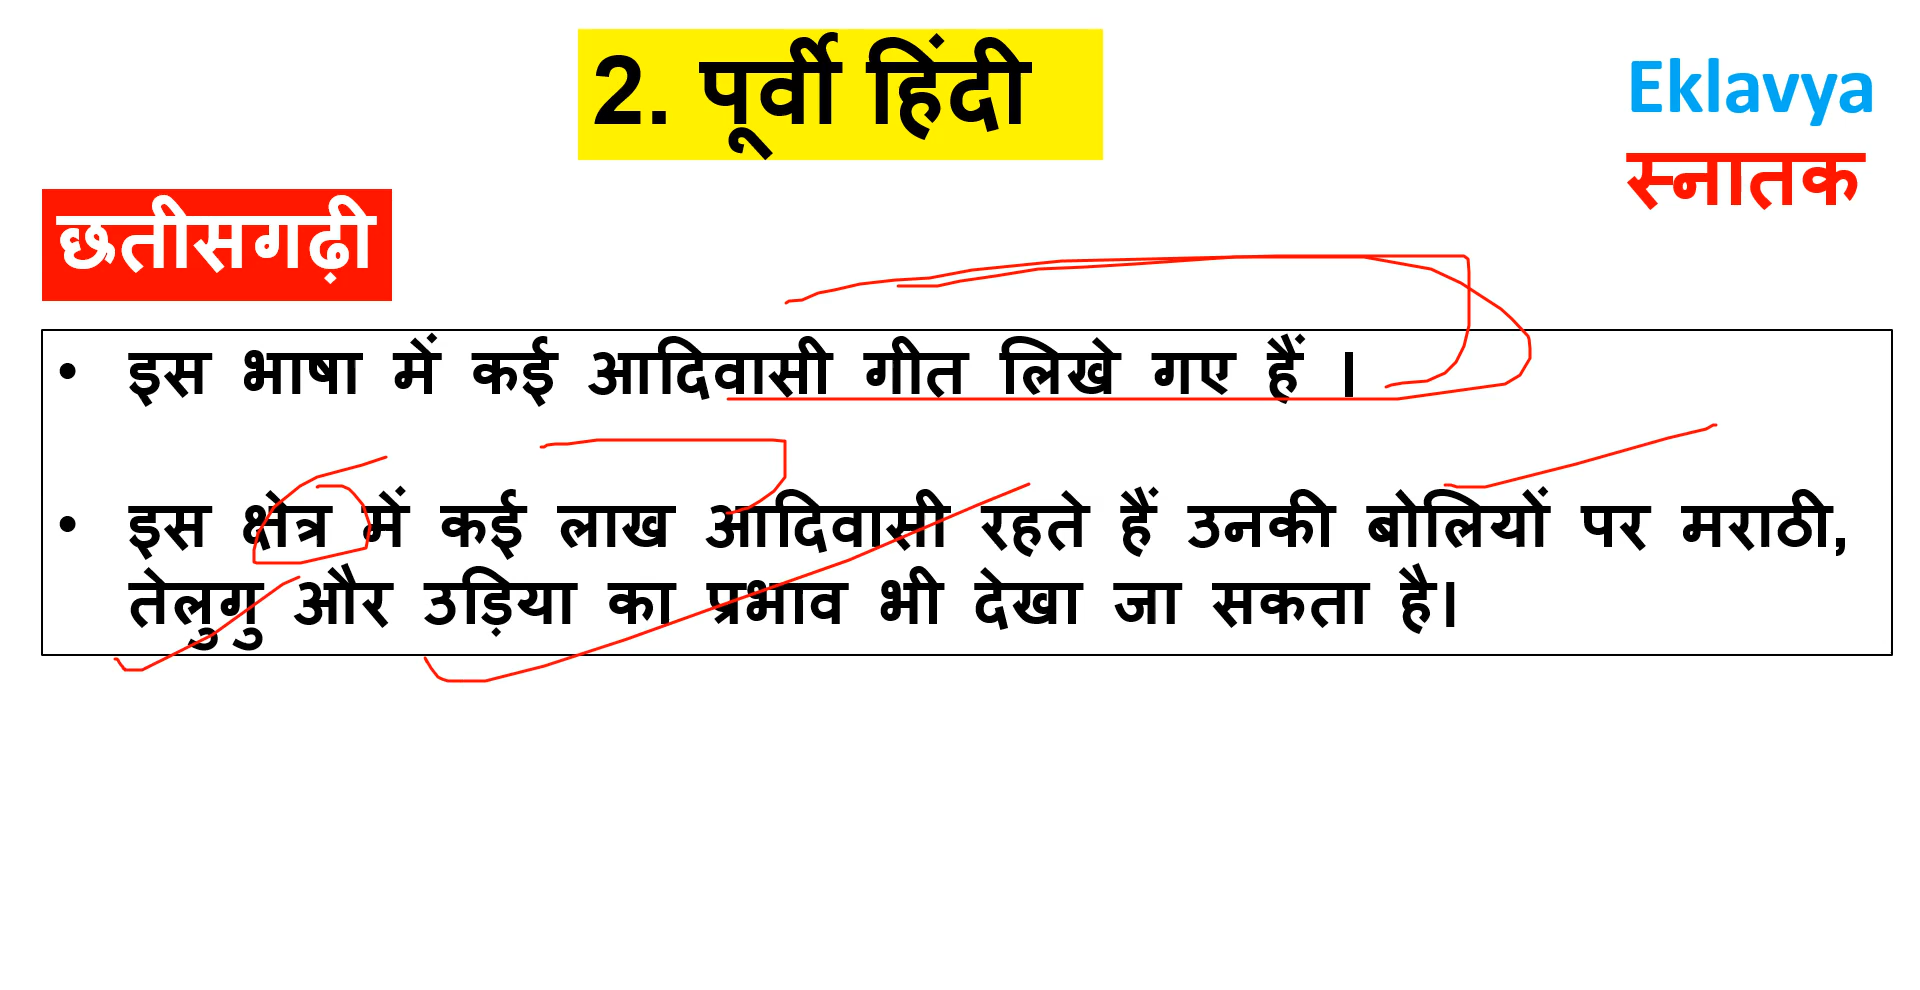 2. पूर्वी हिंदी
Eklavya
स्नातक
छतीसगढ़ी
• इस भाषा में कई आदिवासी गीत लिखे गए हैं ।
• इस क्षेत्र में कई लाख आदिवासी रहते हैं उनकी बोलियों पर मराठी,
तेलुगु और उड़िया का प्रभाव भी देखा जा सकता है।